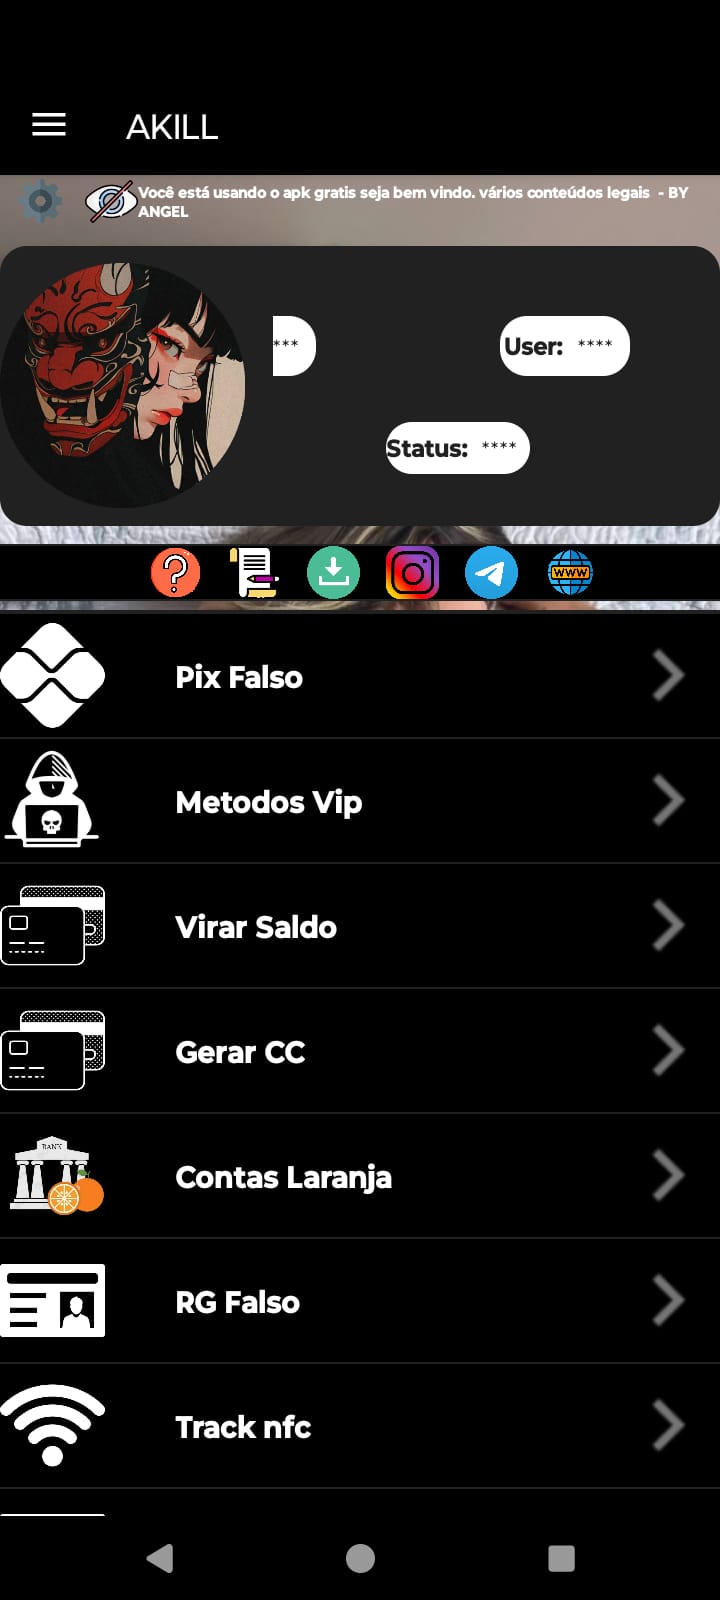 AKILL
Você está usando o apk gratis seja bem vindo. vários conteúdos legais - BY
ANGEL
***
User: ****
Status: ****
WWW
Pix Falso
Metodos Vip
Virar Saldo
Gerar CC
BANK
Contas Laranja
RG Falso
Track nfc